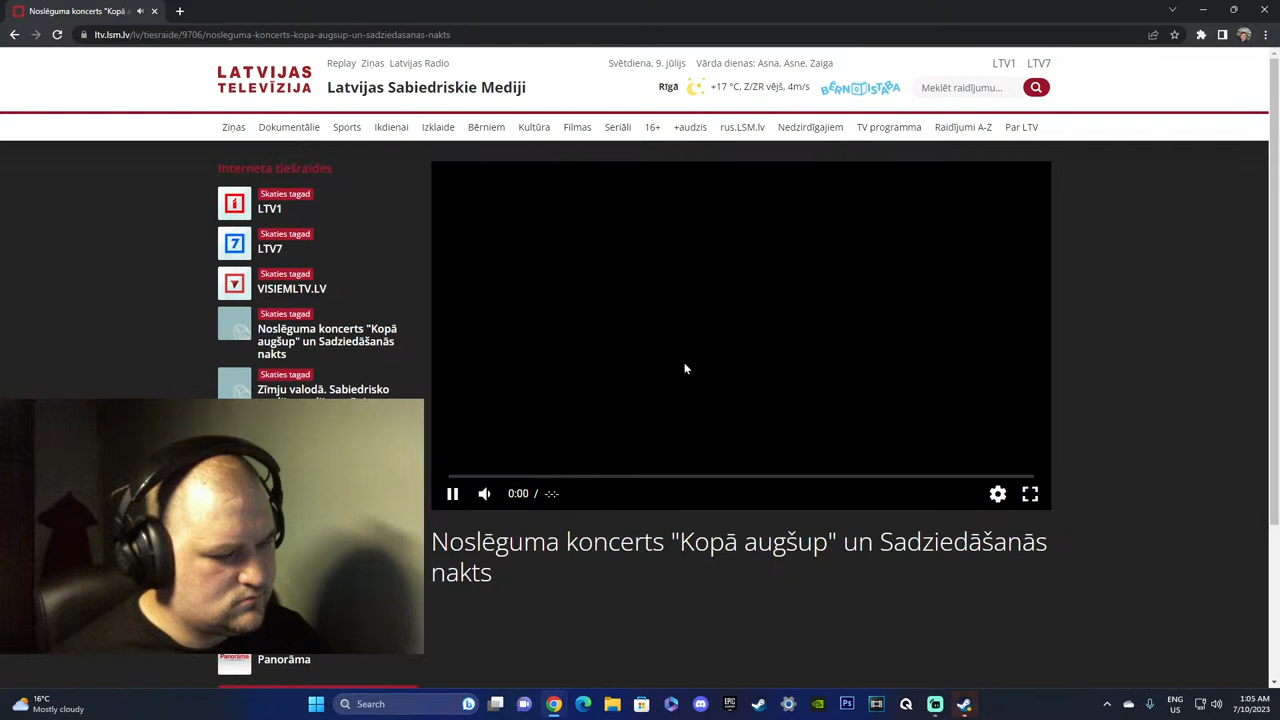 Noslēguma koncerts "Kopā a
ltv.lsm.lv/lv/tiesraide/9706/nosleguma-koncerts-kopa-augsup-un-sadziedasanas-nakts
LATVIJAS
TELEVĪZIJA
Replay Ziņas Latvijas Radio
Latvijas Sabiedriskie Mediji
Svētdiena, 9. jūlijs Vārda dienas: Asna, Asne, Zaiga
Rīgā +17 °C, Z/ZR vējš, 4m/s
LTV1 LTV7
Meklēt raidījumu...
Ziņas Dokumentālie Sports Ikdienai Izklaide Bērniem Kultūra Filmas Seriāli 16+ +audzis rus.LSM.lv Nedzirdīgajiem TV programma Raidījumi A-Z Par LTV
Interneta tiešraides
Skaties tagad
LTV1
Skaties tagad
LTV7
Skaties tagad
VISIEMLTV.LV
Skaties tagad
Noslēguma koncerts "Kopā
augšup" un Sadziedāšanās
nakts
Skaties tagad
Zīmju valodā. Sabiedrisko
Panorāma
Panorāma
0:00 / -:-:-
Noslēguma koncerts "Kopā augšup" un Sadziedāšanās
nakts
16°C
Mostly cloudy
Search
ENG
US
1:05 AM
7/10/2023